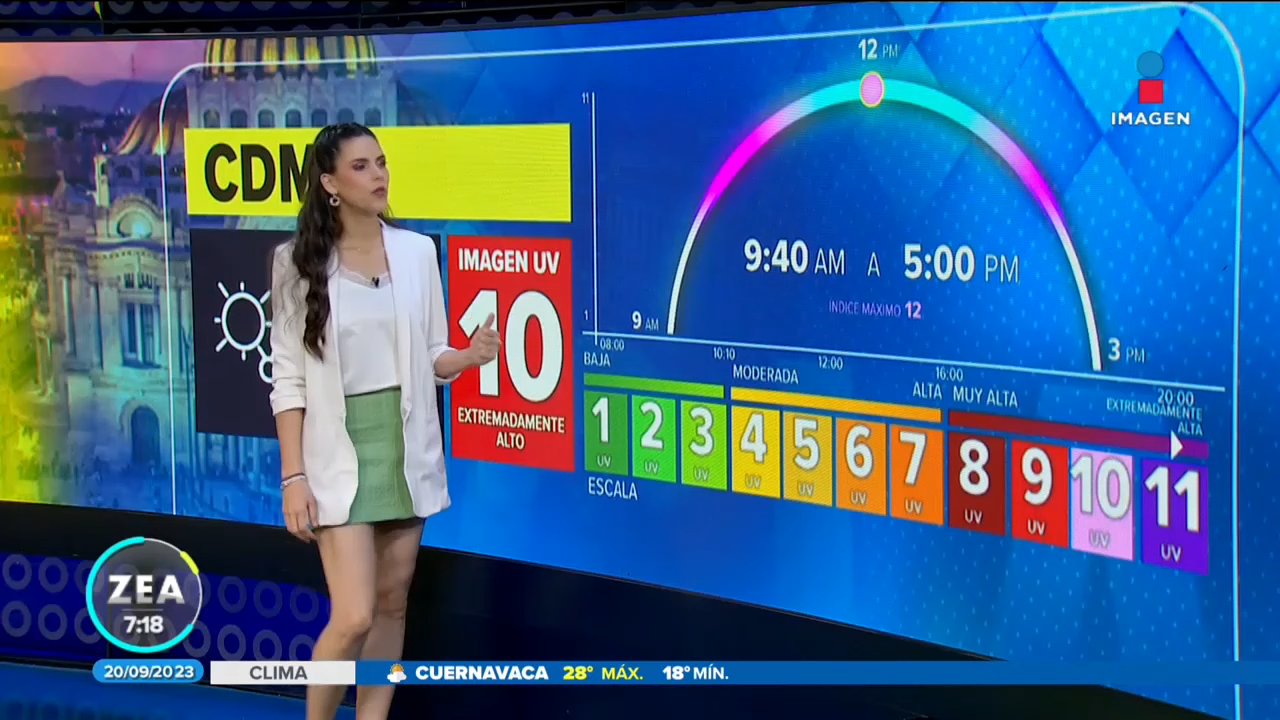 12 PM
IMAGEN
11
CDM
IMAGEN UV
10
EXTREMADAMENTE
ALTO
9:40 AM A 5:00 PM
INDICE MÁXIMO 12
1
9 AM
3 PM
08:00
10:10
12:00
16:00
20:00
BAJA
MODERADA
ALTA
MUY ALTA
EXTREMADAMENTE
ALTA
1 2 3 4 5 6 7 8 9 10 11
UV UV UV UV UV UV UV UV UV UV UV
ESCALA
ZEA
7:18
20/09/2023 CLIMA CUERNAVACA 28° MÁX. 18° MÍN.